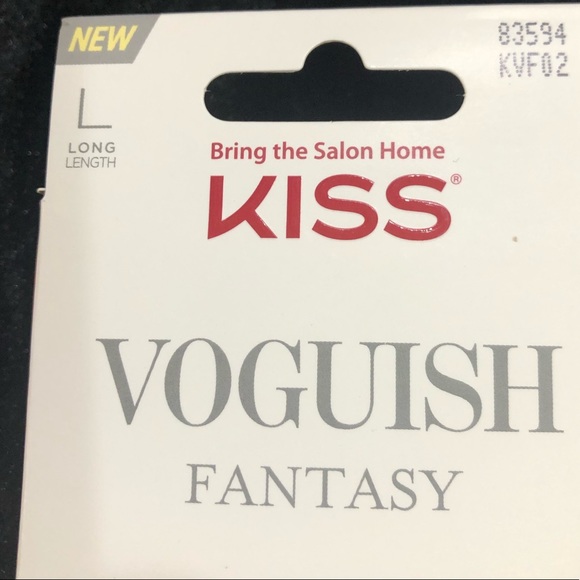 NEW
83594
KVF02
L
LONG
LENGTH
Bring the Salon Home
KISS®
VOGUISH
FANTASY